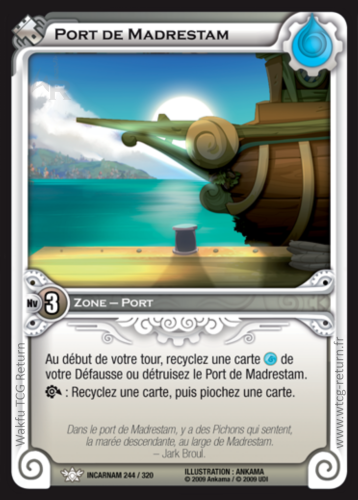 Port de Madrestam
Nv 3 Zone – Port
Au début de votre tour, recyclez une carte de
votre Défausse ou détruisez le Port de Madrestam.
: Recyclez une carte, puis piochez une carte.
Dans le port de Madrestam, y a des Pichons qui sentent,
la marée descendante, au large de Madrestam.
– Jark Broul.
INCARNAM 244 / 320
ILLUSTRATION : ANKAMA
© 2009 Ankama / © 2009 UDI
Wakfu TCG Return
www.wtcg-return.fr